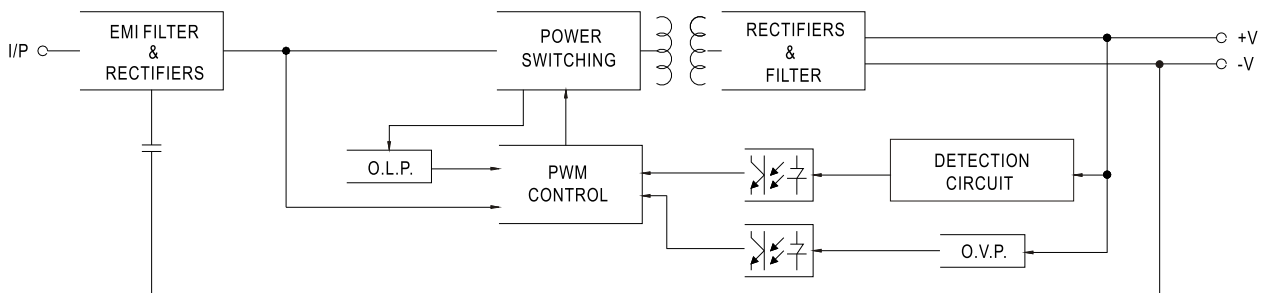 I/P
EMI FILTER
&
RECTIFIERS
POWER
SWITCHING
RECTIFIERS
&
FILTER
+V
-V
O.L.P.
PWM
CONTROL
DETECTION
CIRCUIT
O.V.P.